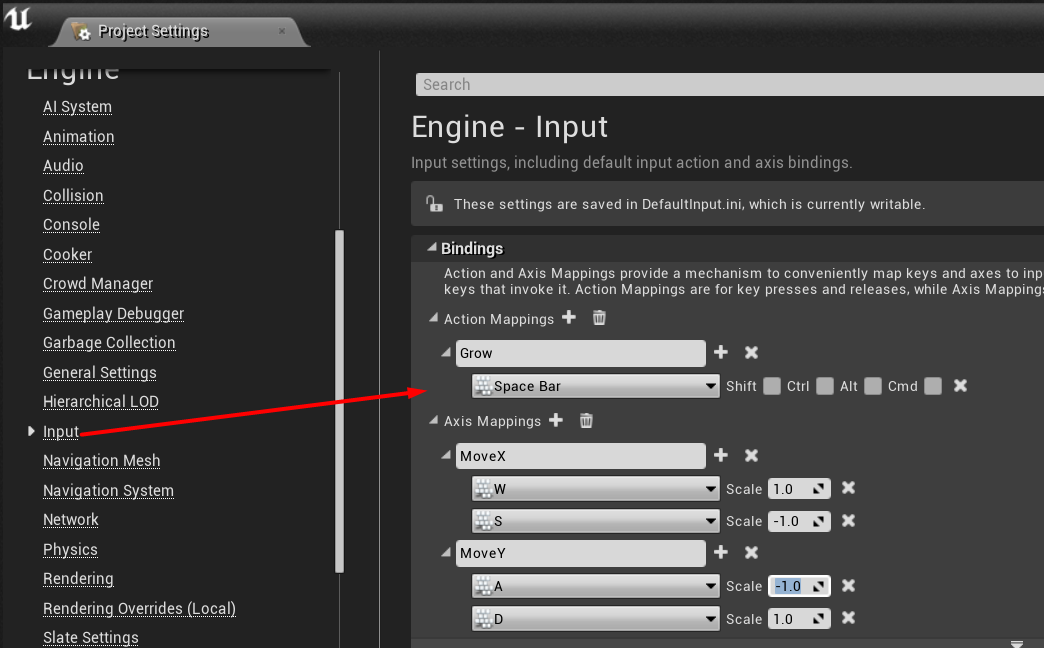 Project Settings
Engine
AI System
Animation
Audio
Collision
Console
Cooker
Crowd Manager
Gameplay Debugger
Garbage Collection
General Settings
Hierarchical LOD
Input
Navigation Mesh
Navigation System
Network
Physics
Rendering
Rendering Overrides (Local)
Slate Settings
Search
Engine - Input
Input settings, including default input action and axis bindings.
These settings are saved in DefaultInput.ini, which is currently writable.
Bindings
Action and Axis Mappings provide a mechanism to conveniently map keys and axes to inp
keys that invoke it. Action Mappings are for key presses and releases, while Axis Mappings
Action Mappings
Grow
Space Bar Shift Ctrl Alt Cmd
Axis Mappings
MoveX
W Scale 1.0
S Scale -1.0
MoveY
A Scale -1.0
D Scale 1.0